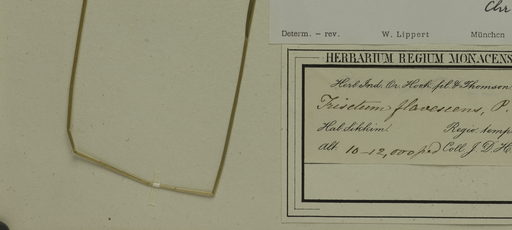 Chr
Determ. – rev. W. Lippert München
HERBARIUM REGIUM MONACENS
Herb. Ind. Or. Hook. fil. & Thomson
Trisetum flavescens, P.
Hab. Sikkim. Regio temp
alt. 10–12,000 ped Coll. J. D. H.